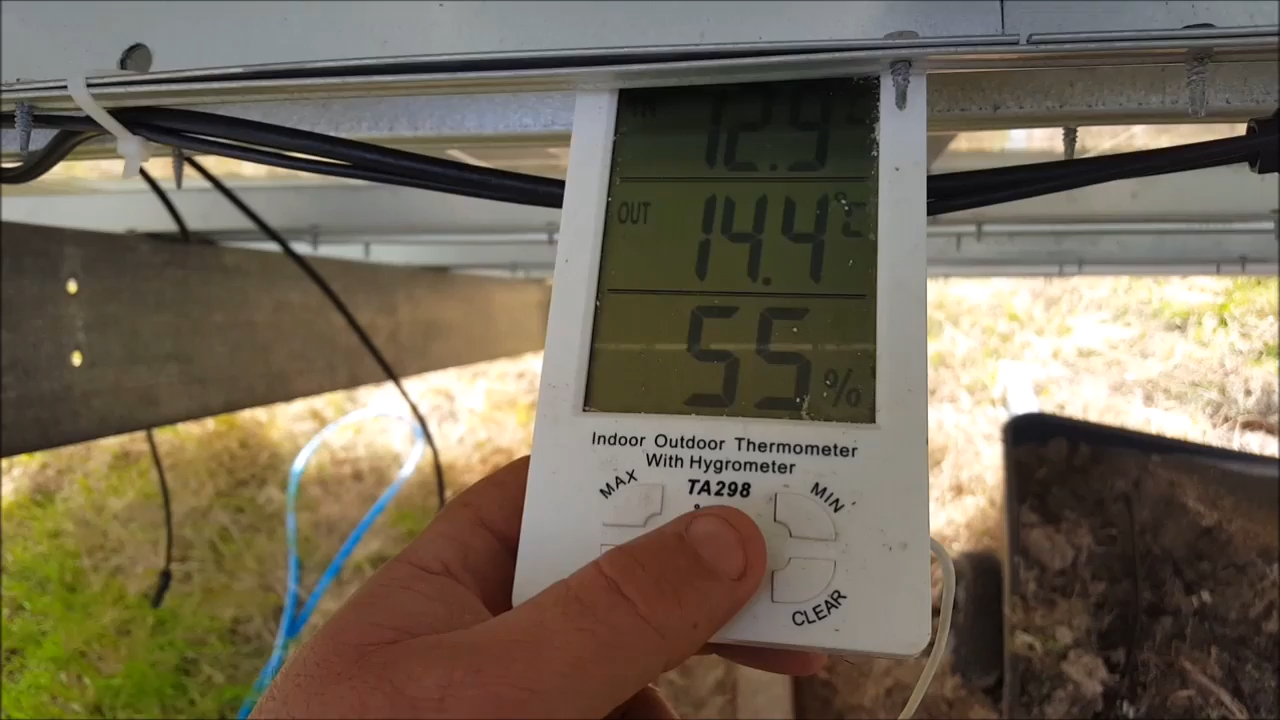 12.9
OUT 14.4 °C
55 %
Indoor Outdoor Thermometer
With Hygrometer
TA298
MAX
MIN
CLEAR